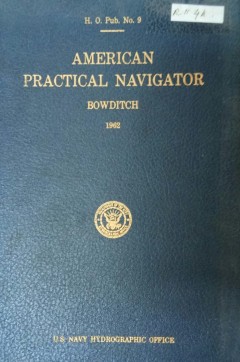 H. O. Pub. No. 9
AMERICAN
PRACTICAL NAVIGATOR
BOWDITCH
1962
U.S. NAVY HYDROGRAPHIC OFFICE